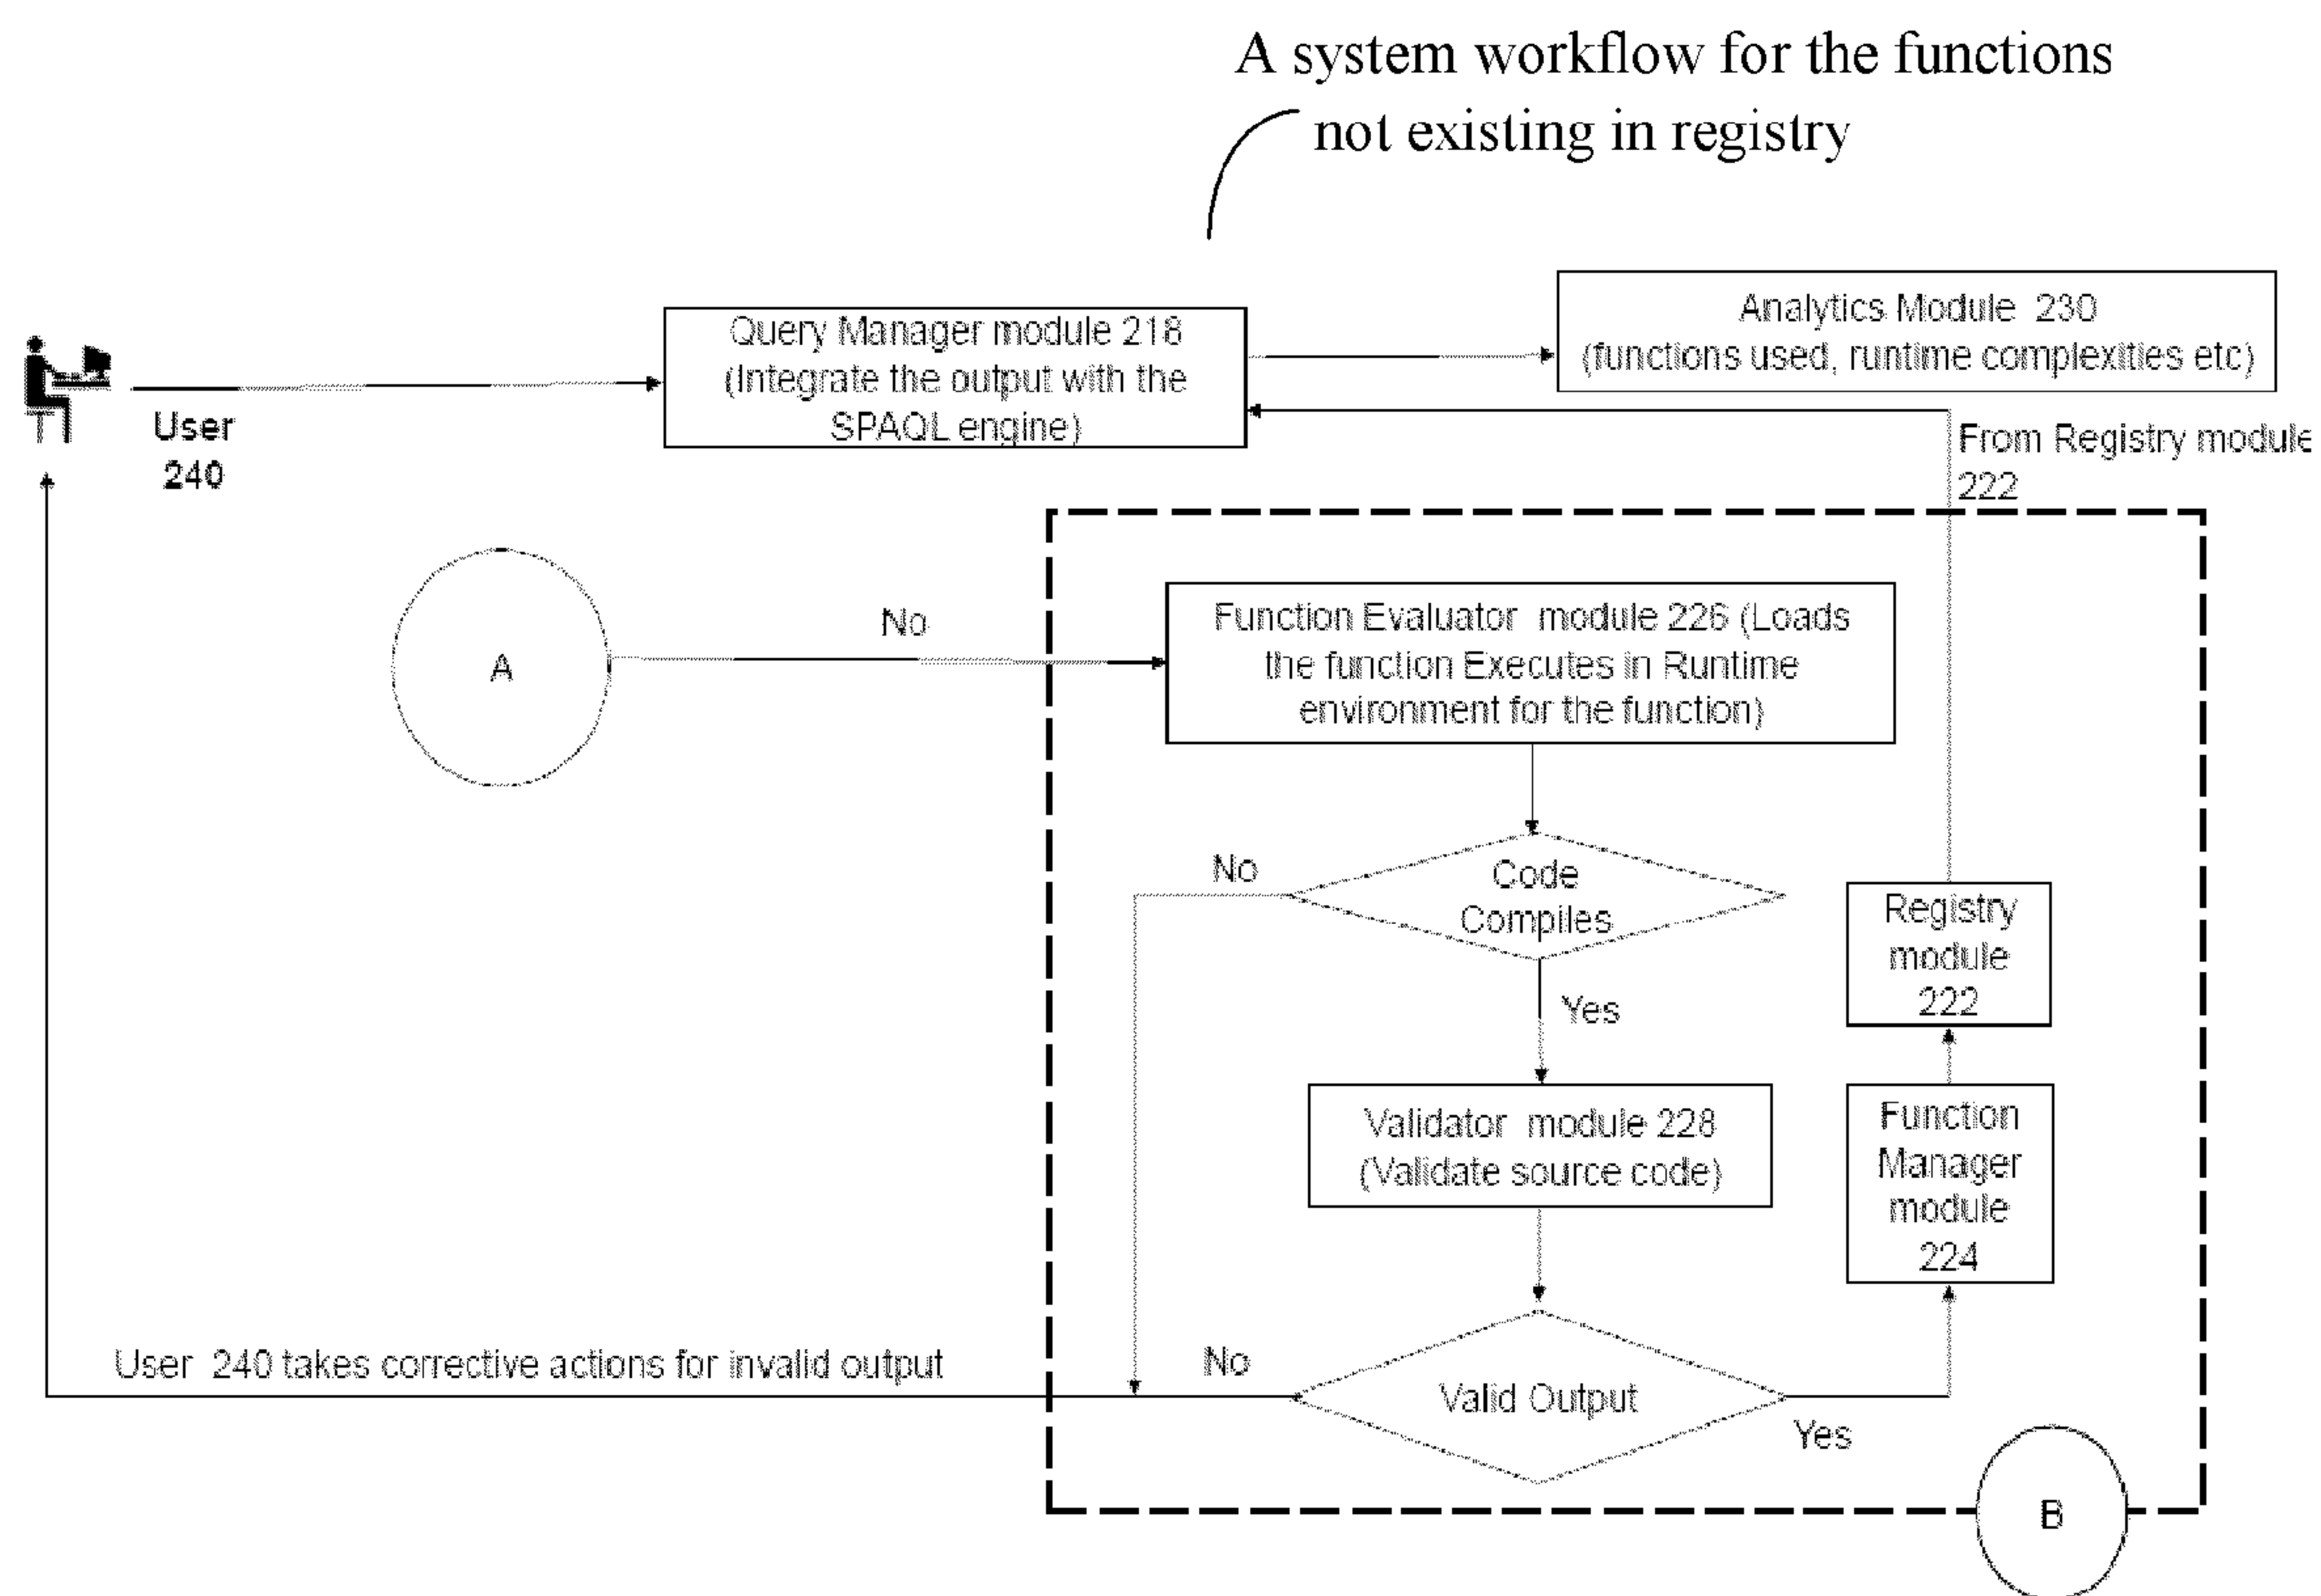 A system workflow for the functions
not existing in registry
Query Manager module 218
(Integrate the output with the
SPAQL engine)
Analytics Module 230
(functions used, runtime complexities etc)
User
240
From Registry module
222
A
No
Function Evaluator module 226 (Loads
the function Executes in Runtime
environment for the function)
No
Code
Compiles
Yes
Registry
module
222
Validator module 228
(Validate source code)
Function
Manager
module
224
User 240 takes corrective actions for invalid output
No
Valid Output
Yes
B